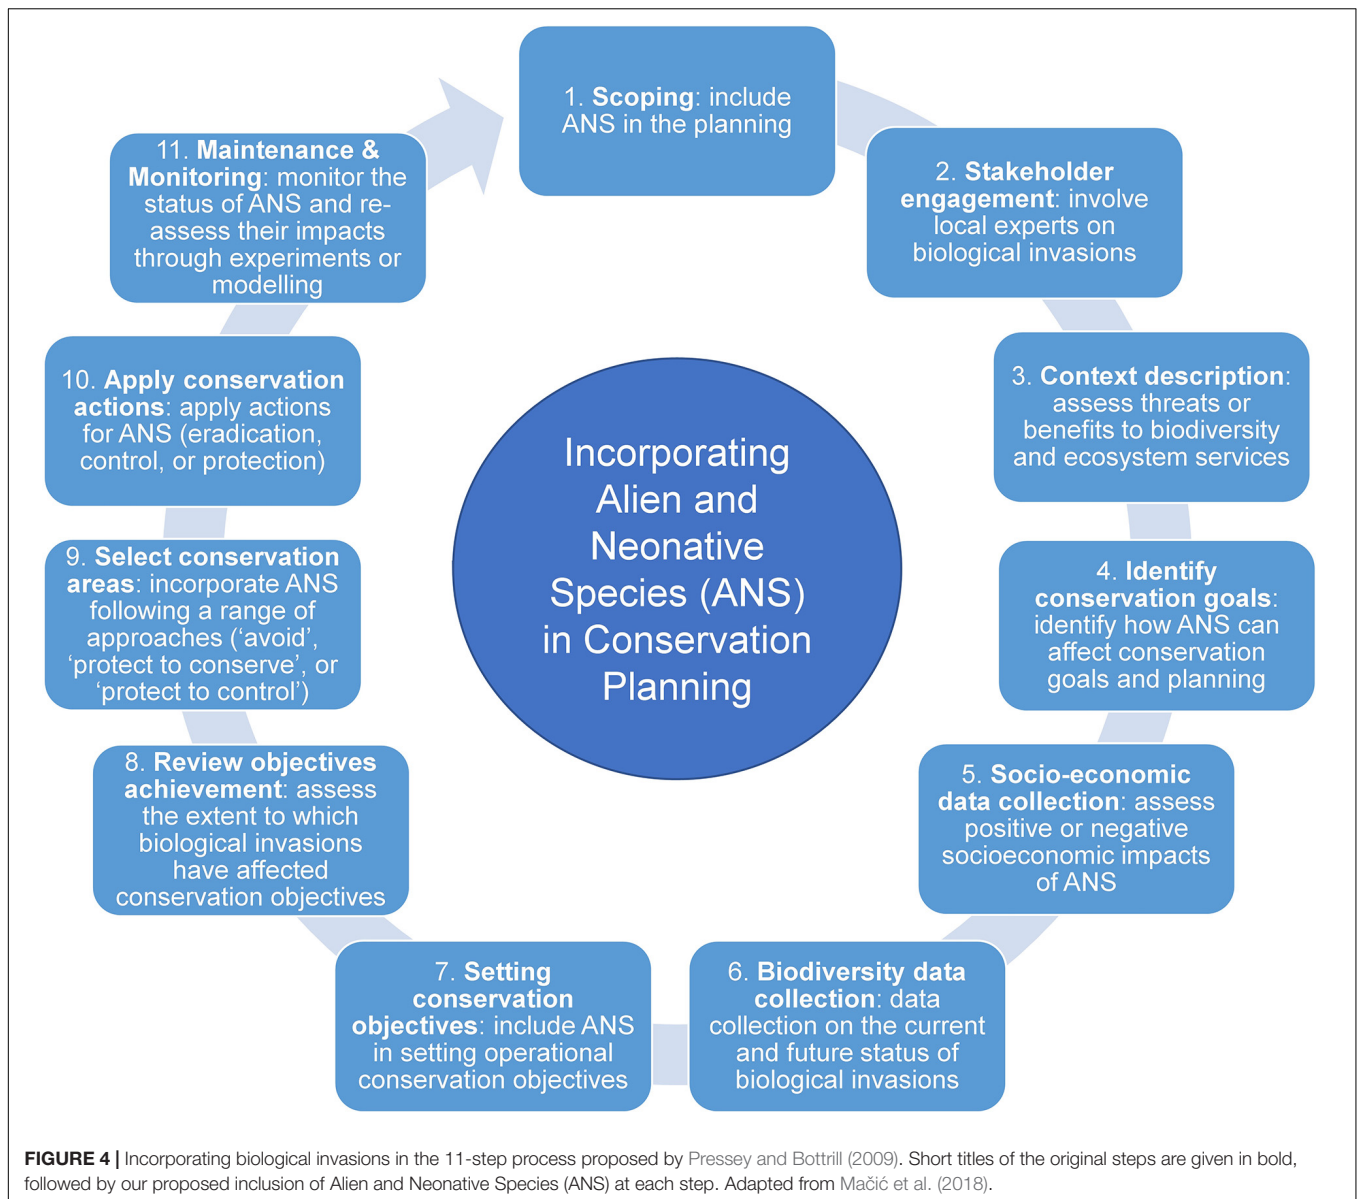 1. Scoping: include
ANS in the planning
2. Stakeholder
engagement: involve
local experts on
biological invasions
3. Context description:
assess threats or
benefits to biodiversity
and ecosystem services
4. Identify
conservation goals:
identify how ANS can
affect conservation
goals and planning
5. Socio-economic
data collection: assess
positive or negative
socioeconomic impacts
of ANS
6. Biodiversity data
collection: data
collection on the current
and future status of
biological invasions
7. Setting
conservation
objectives: include ANS
in setting operational
conservation objectives
8. Review objectives
achievement: assess
the extent to which
biological invasions
have affected
conservation objectives
9. Select conservation
areas: incorporate ANS
following a range of
approaches (‘avoid’,
‘protect to conserve’, or
‘protect to control’)
10. Apply conservation
actions: apply actions
for ANS (eradication,
control, or protection)
11. Maintenance &
Monitoring: monitor the
status of ANS and re-
assess their impacts
through experiments or
modelling
Incorporating
Alien and
Neonative
Species (ANS)
in Conservation
Planning
FIGURE 4 | Incorporating biological invasions in the 11-step process proposed by Pressey and Bottrill (2009). Short titles of the original steps are given in bold,
followed by our proposed inclusion of Alien and Neonative Species (ANS) at each step. Adapted from Mačić et al. (2018).